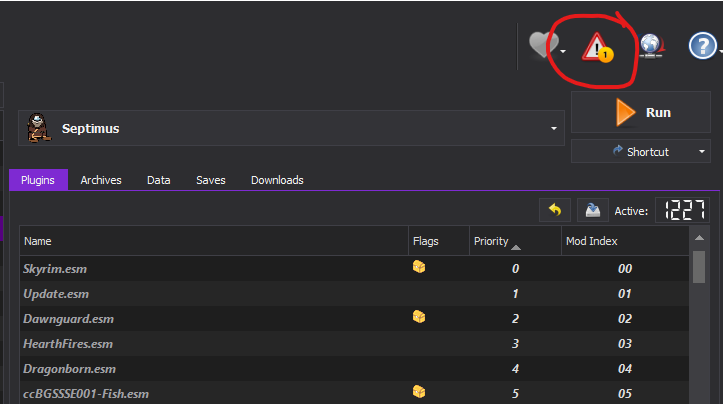 1
?
Septimus
Run
Shortcut
Plugins Archives Data Saves Downloads
Active: 1227
Name Flags Priority Mod Index
Skyrim.esm 0 00
Update.esm 1 01
Dawnguard.esm 2 02
HearthFires.esm 3 03
Dragonborn.esm 4 04
ccBGSSSE001-Fish.esm 5 05